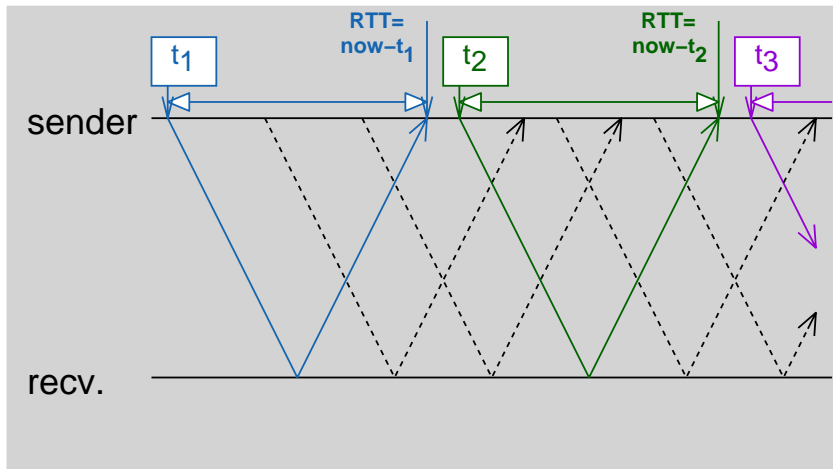 RTT=
now–t1
RTT=
now–t2
t1
t2
t3
sender
recv.